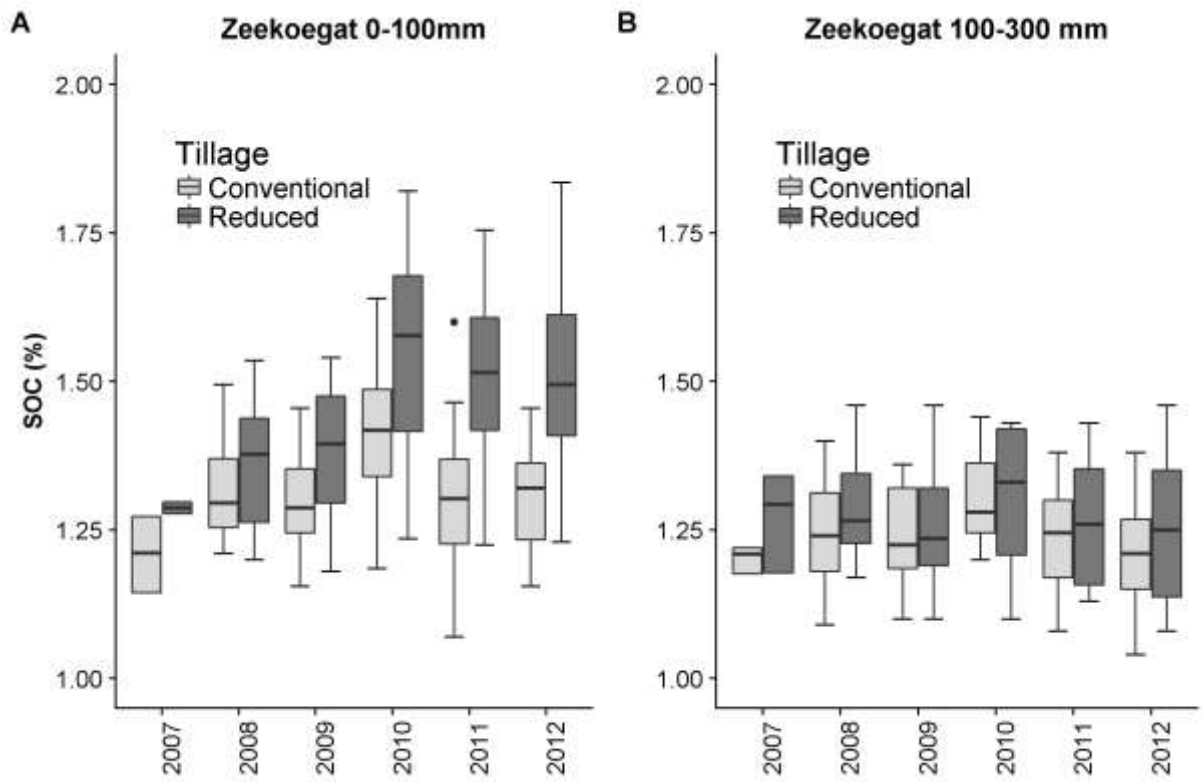 A
Zeekoegat 0-100mm
B
Zeekoegat 100-300 mm
SOC (%)
2.00
1.75
1.50
1.25
1.00
Tillage
Conventional
Reduced
2007
2008
2009
2010
2011
2012
2.00
1.75
1.50
1.25
1.00
Tillage
Conventional
Reduced
2007
2008
2009
2010
2011
2012